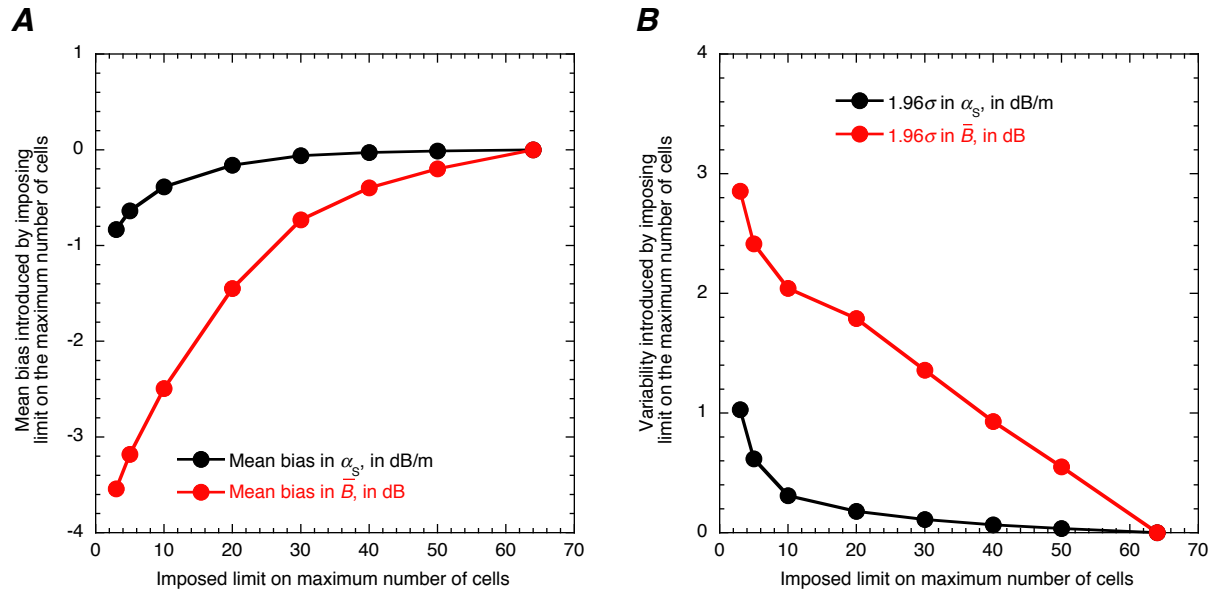 A
1
0
-1
-2
-3
-4
0
10
20
30
40
50
60
70
Mean bias introduced by imposing
limit on the maximum number of cells
Mean bias in αS, in dB/m
Mean bias in B̄, in dB
Imposed limit on maximum number of cells
B
4
3
2
1
0
0
10
20
30
40
50
60
70
Variability introduced by imposing
limit on the maximum number of cells
1.96σ in αS, in dB/m
1.96σ in B̄, in dB
Imposed limit on maximum number of cells